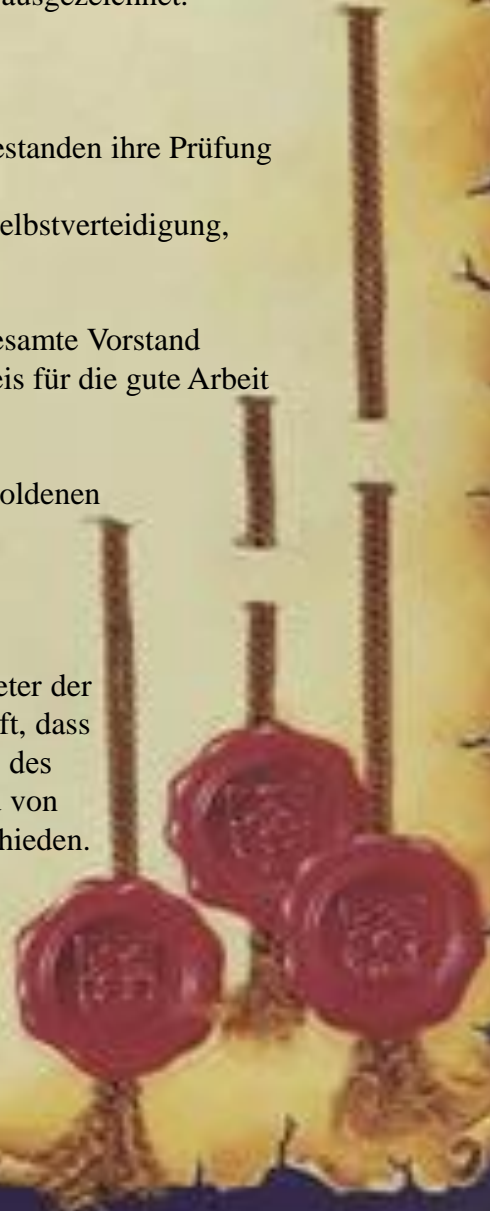 ausgezeichnet.
estanden ihre Prüfung
elbstverteidigung,
esamte Vorstand
eis für die gute Arbeit
oldenen
eter der
ft, dass
des
von
hieden.